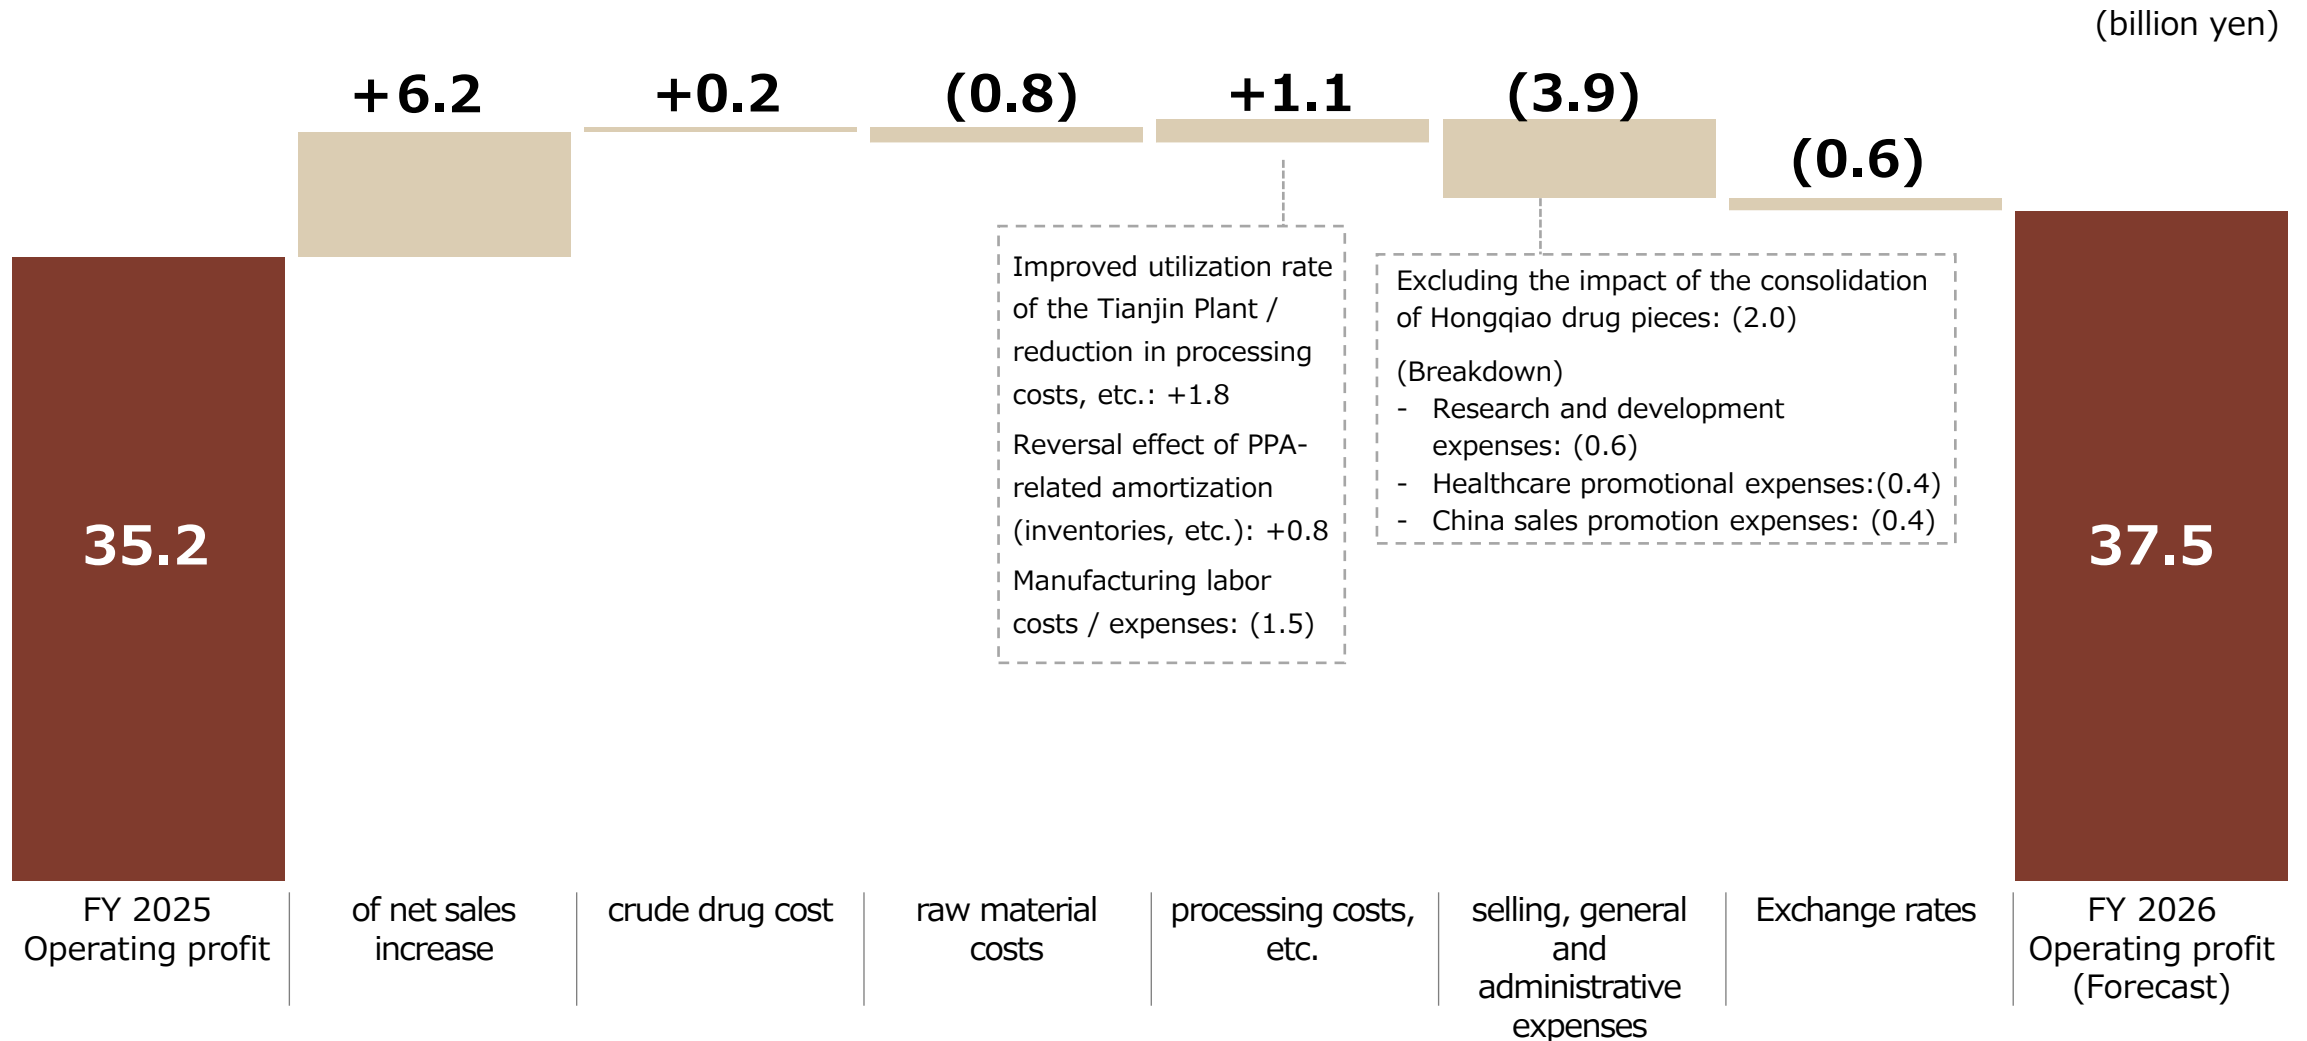 (billion yen)
+6.2
+0.2
(0.8)
+1.1
(3.9)
(0.6)
Improved utilization rate
of the Tianjin Plant /
reduction in processing
costs, etc.: +1.8
Reversal effect of PPA-
related amortization
(inventories, etc.): +0.8
Manufacturing labor
costs / expenses: (1.5)
Excluding the impact of the consolidation
of Hongqiao drug pieces: (2.0)
(Breakdown)
- Research and development
expenses: (0.6)
- Healthcare promotional expenses:(0.4)
- China sales promotion expenses: (0.4)
35.2
37.5
FY 2025
Operating profit
of net sales
increase
crude drug cost
raw material
costs
processing costs,
etc.
selling, general
and
administrative
expenses
Exchange rates
FY 2026
Operating profit
(Forecast)